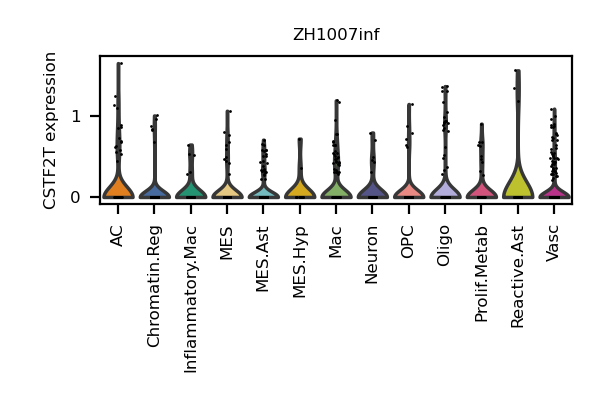 ZH1007inf
CSTF2T expression
1
0
AC
Chromatin.Reg
Inflammatory.Mac
MES
MES.Ast
MES.Hyp
Mac
Neuron
OPC
Oligo
Prolif.Metab
Reactive.Ast
Vasc